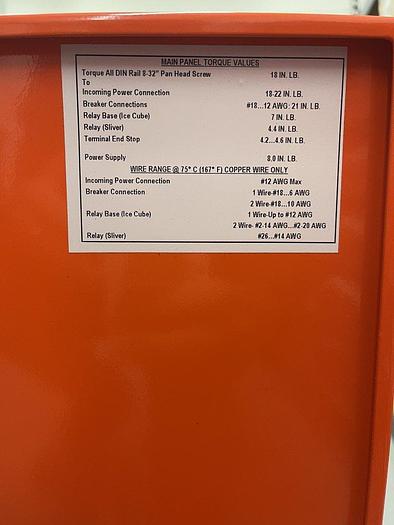 MAIN PANEL TORQUE VALUES
Torque All DIN Rail 8-32" Pan Head Screw 18 IN. LB.
To
Incoming Power Connection 18-22 IN. LB.
Breaker Connections #18...12 AWG: 21 IN. LB.
Relay Base (Ice Cube) 7 IN. LB.
Relay (Sliver) 4.4 IN. LB.
Terminal End Stop 4.2...4.6 IN. LB.
Power Supply 8.0 IN. LB.
WIRE RANGE @ 75° C (167° F) COPPER WIRE ONLY
Incoming Power Connection #12 AWG Max
Breaker Connection 1 Wire-#18...6 AWG
2 Wire-#18...10 AWG
Relay Base (Ice Cube) 1 Wire-Up to #12 AWG
2 Wire- #2-14 AWG...#2-20 AWG
Relay (Sliver) #26...#14 AWG